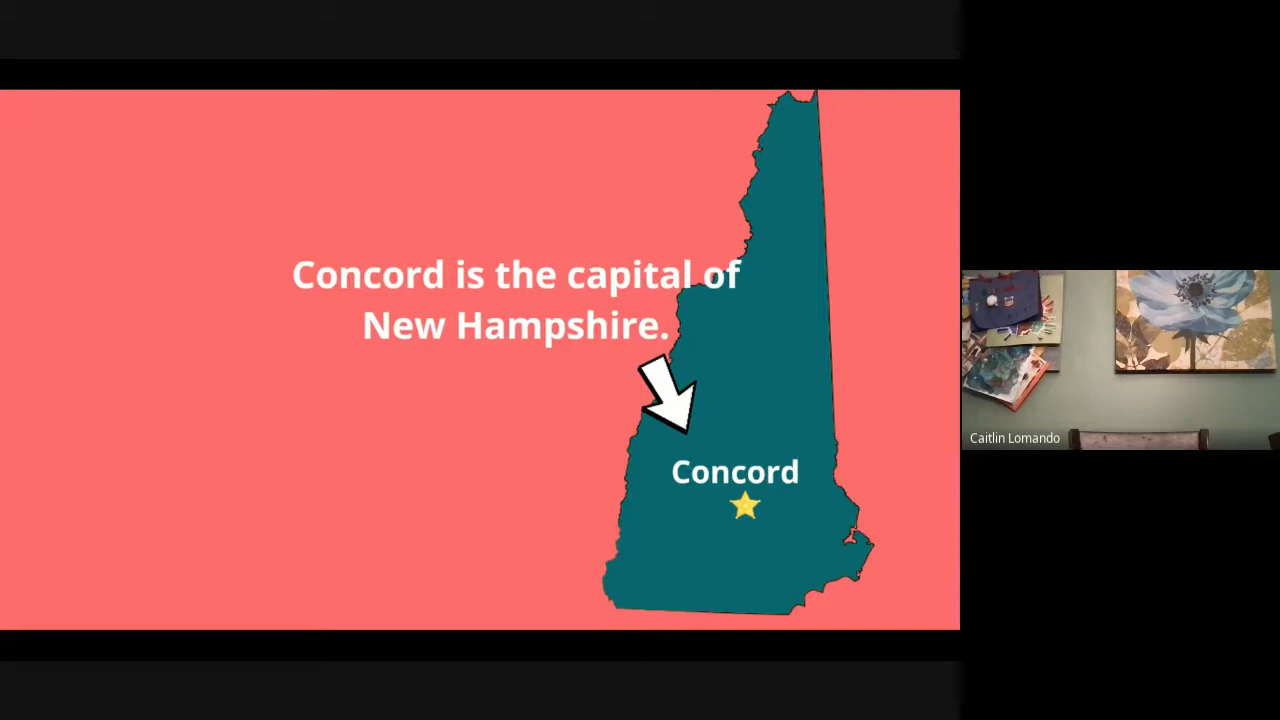 Concord is the capital of
New Hampshire.
Concord
Caitlin Lomando